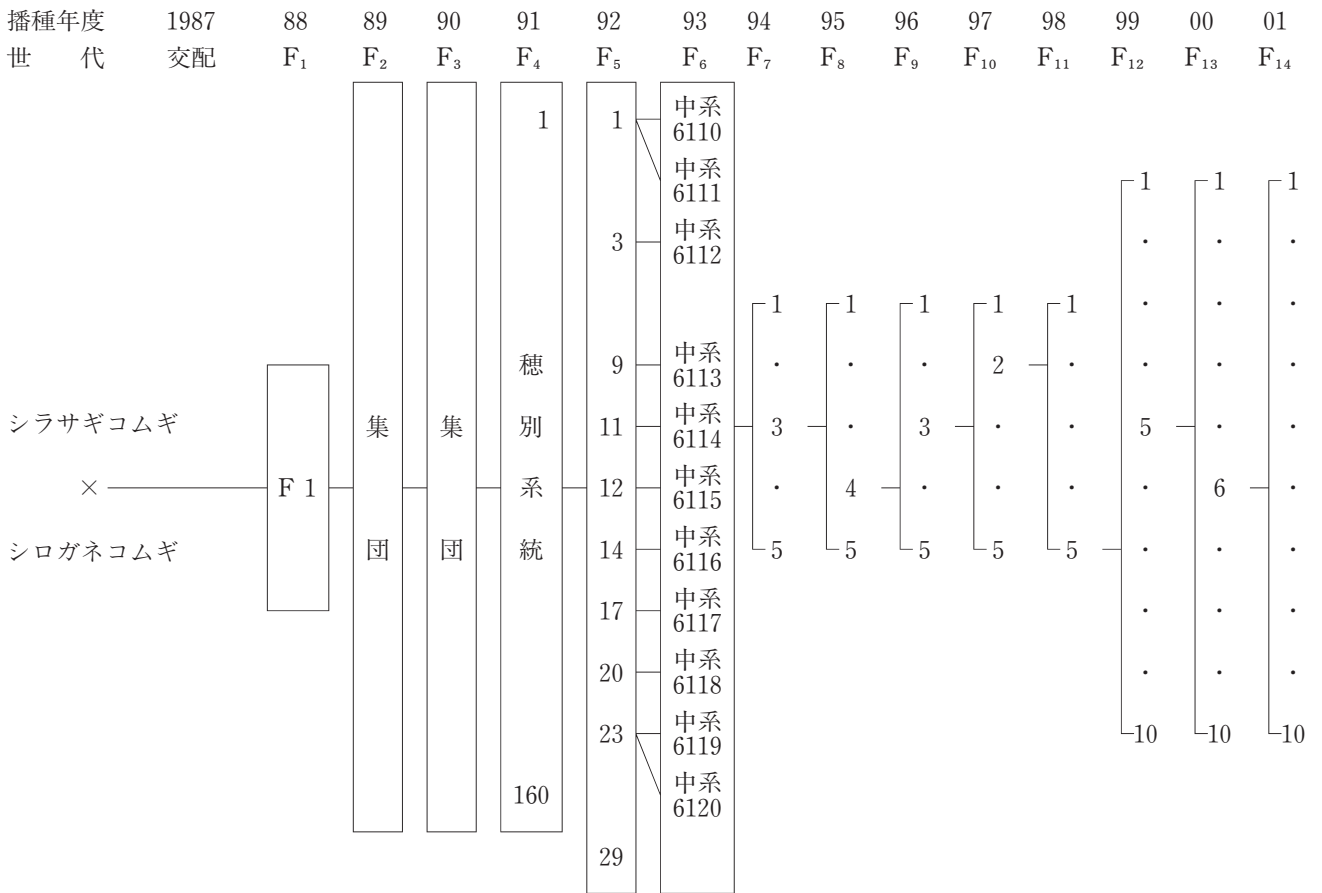 播種年度 1987 88 89 90 91 92 93 94 95 96 97 98 99 00 01
世 代 交配 F₁ F₂ F₃ F₄ F₅ F₆ F₇ F₈ F₉ F₁₀ F₁₁ F₁₂ F₁₃ F₁₄
1 1 中系
6110
中系
6111 1 1 1
3 中系 ・ ・ ・
6112
1 1 1 1 1 ・ ・ ・
穂 9 中系 ・ ・ ・ 2 ・ ・ ・ ・
6113
シラサギコムギ 集 集 別 11 中系 3 ・ 3 ・ ・ 5 ・ ・
6114
× F 1 系 12 中系 ・ 4 ・ ・ ・ ・ 6 ・
6115
シロガネコムギ 団 団 統 14 中系 5 5 5 5 5 ・ ・ ・
6116
17 中系 ・ ・ ・
6117
20 中系 ・ ・ ・
6118
23 中系 10 10 10
6119
160 中系
6120
29